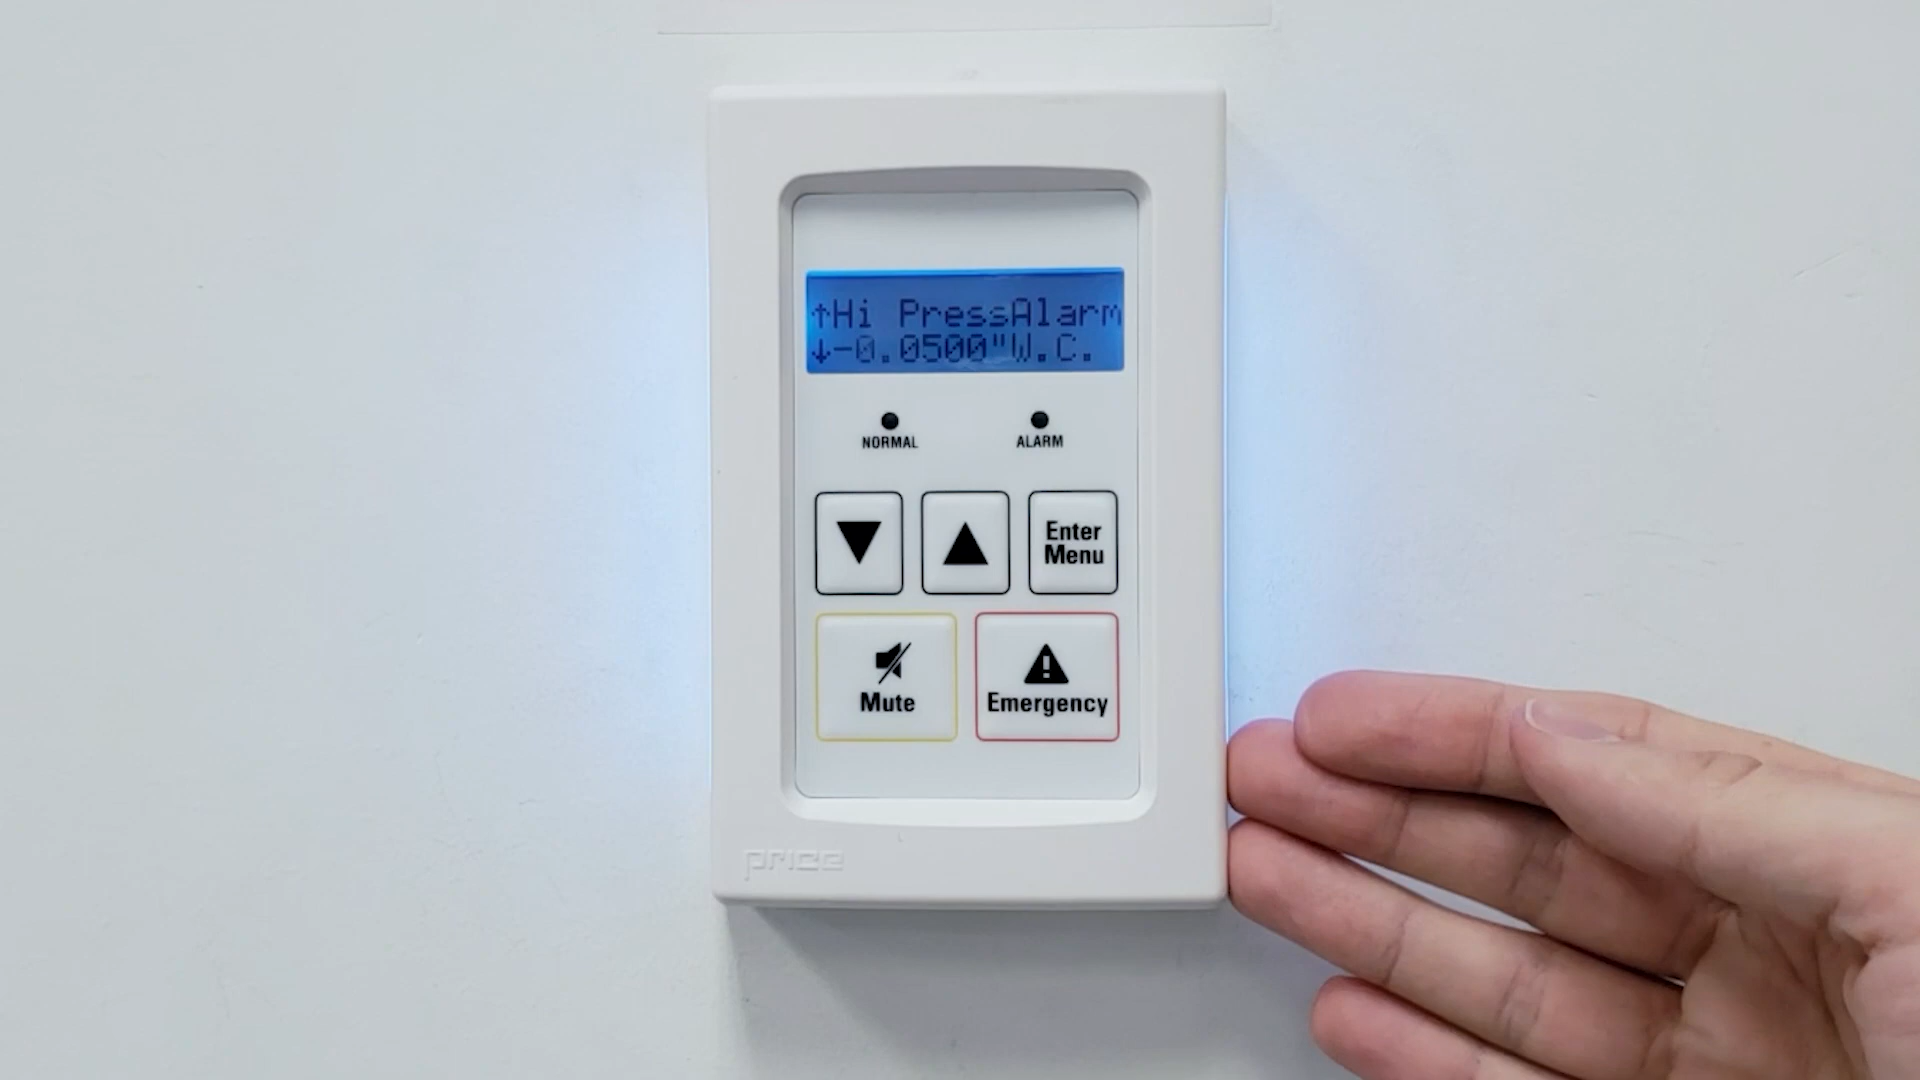 ↑Hi PressAlarm
↓-0.0500"W.C.
NORMAL
ALARM
Enter
Menu
Mute
Emergency
price